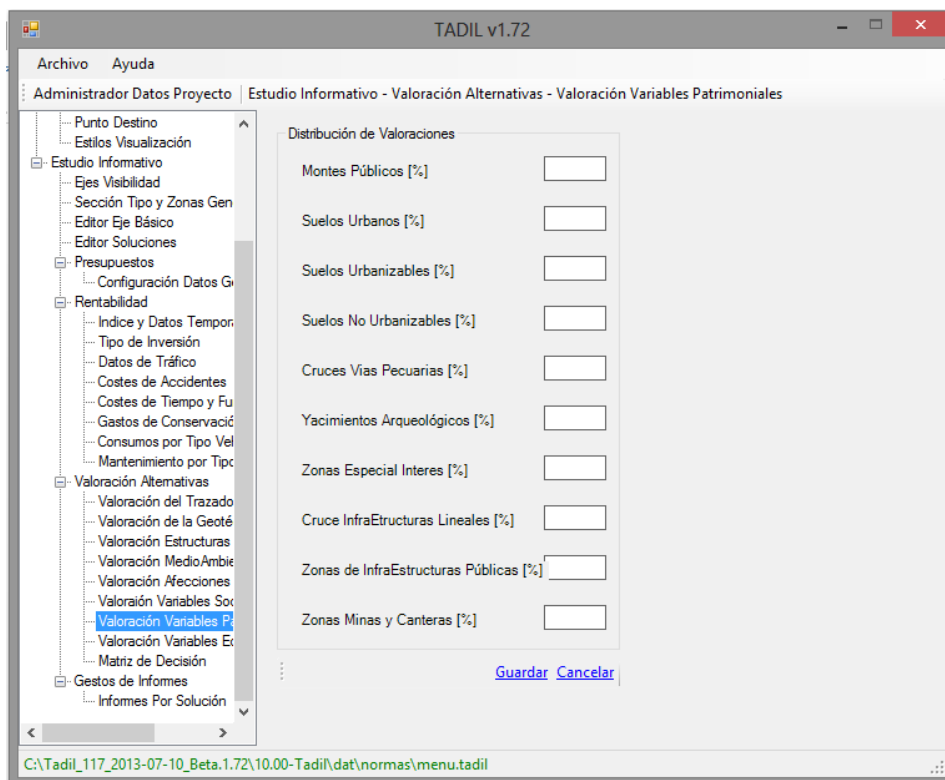 TADIL v1.72
Archivo Ayuda
Administrador Datos Proyecto Estudio Informativo - Valoración Alternativas - Valoración Variables Patrimoniales
Punto Destino
Estilos Visualización
Estudio Informativo
Ejes Visibilidad
Sección Tipo y Zonas Gen
Editor Eje Básico
Editor Soluciones
Presupuestos
Configuración Datos G
Rentabilidad
Indice y Datos Tempor
Tipo de Inversión
Datos de Tráfico
Costes de Accidentes
Costes de Tiempo y Fu
Gastos de Conservació
Consumos por Tipo Vel
Mantenimiento por Tipo
Valoración Alternativas
Valoración del Trazado
Valoración de la Geoté
Valoración Estructuras
Valoración MedioAmbie
Valoración Afecciones
Valoraión Variables Soc
Valoración Variables Pa
Valoración Variables Ec
Matriz de Decisión
Gestos de Informes
Informes Por Solución
Distribución de Valoraciones
Montes Públicos [%]
Suelos Urbanos [%]
Suelos Urbanizables [%]
Suelos No Urbanizables [%]
Cruces Vias Pecuarias [%]
Yacimientos Arqueológicos [%]
Zonas Especial Interes [%]
Cruce InfraEtructuras Lineales [%]
Zonas de InfraEstructuras Públicas [%]
Zonas Minas y Canteras [%]
Guardar Cancelar
C:\Tadil_117_2013-07-10_Beta.1.72\10.00-Tadil\dat\normas\menu.tadil